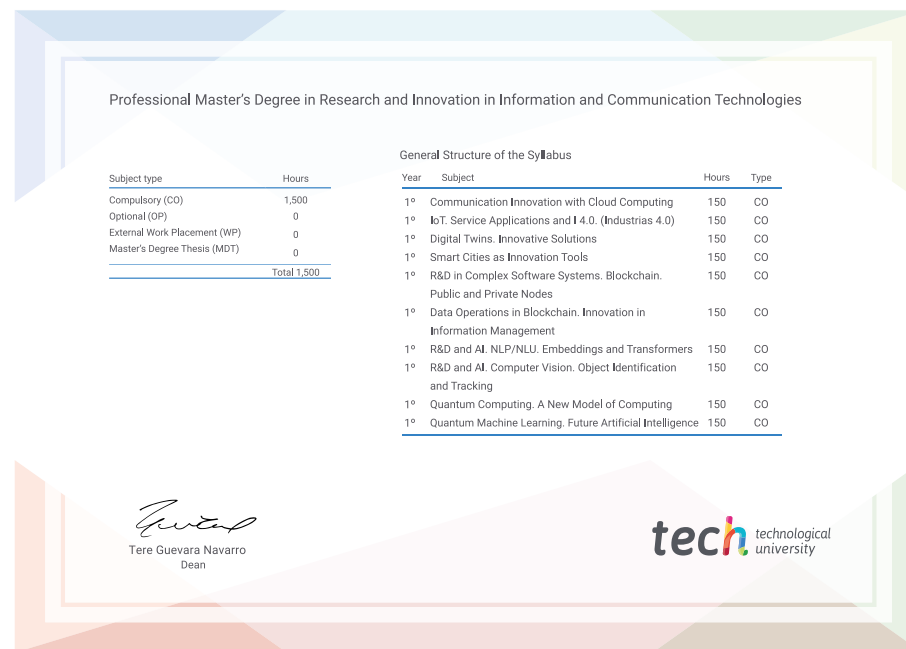 Professional Master's Degree in Research and Innovation in Information and Communication Technologies
Subject type Hours
Compulsory (CO) 1,500
Optional (OP) 0
External Work Placement (WP) 0
Master's Degree Thesis (MDT) 0
Total 1,500
General Structure of the Syllabus
Year Subject Hours Type
1º Communication Innovation with Cloud Computing 150 CO
1º IoT. Service Applications and I 4.0. (Industrias 4.0) 150 CO
1º Digital Twins. Innovative Solutions 150 CO
1º Smart Cities as Innovation Tools 150 CO
1º R&D in Complex Software Systems. Blockchain. 150 CO
Public and Private Nodes
1º Data Operations in Blockchain. Innovation in 150 CO
Information Management
1º R&D and AI. NLP/NLU. Embeddings and Transformers 150 CO
1º R&D and AI. Computer Vision. Object Identification 150 CO
and Tracking
1º Quantum Computing. A New Model of Computing 150 CO
1º Quantum Machine Learning. Future Artificial Intelligence 150 CO
Tere Guevara Navarro
Dean
tech technological
university